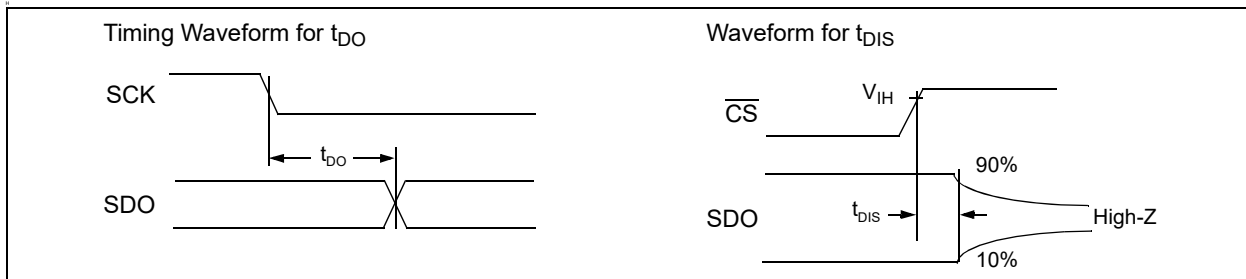 Timing Waveform for tDO
SCK
tDO
SDO
Waveform for tDIS
VIH
CS
90%
SDO
tDIS
High-Z
10%